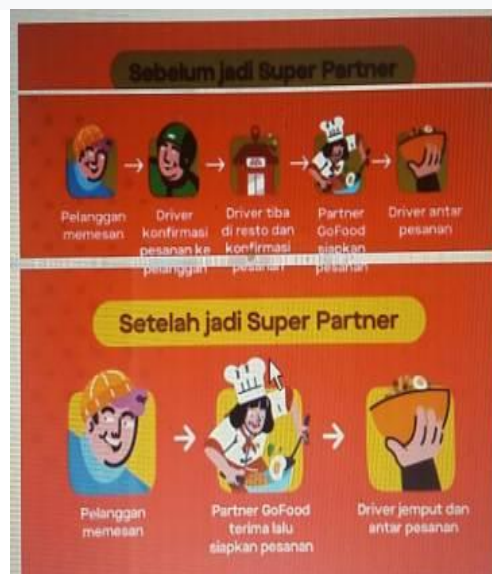 Sebelum jadi Super Partner
Pelanggan
memesan
Driver
konfirmasi
pesanan ke
pelanggan
Driver tiba
di resto dan
konfirmasi
pesanan
Partner
GoFood
siapkan
pesanan
Driver antar
pesanan
Setelah jadi Super Partner
Pelanggan
memesan
Partner GoFood
terima lalu
siapkan pesanan
Driver jemput dan
antar pesanan